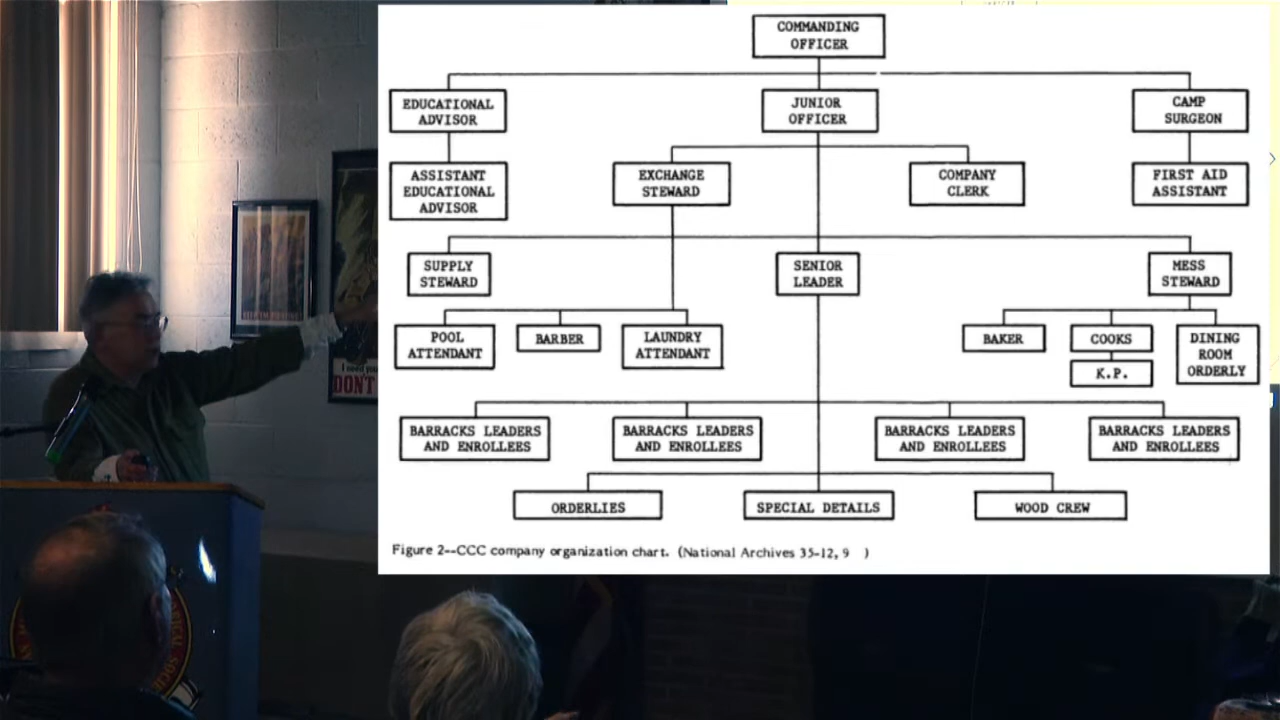 COMMANDING
OFFICER
EDUCATIONAL
ADVISOR
JUNIOR
OFFICER
CAMP
SURGEON
ASSISTANT
EDUCATIONAL
ADVISOR
EXCHANGE
STEWARD
COMPANY
CLERK
FIRST AID
ASSISTANT
SUPPLY
STEWARD
SENIOR
LEADER
MESS
STEWARD
POOL
ATTENDANT
BARBER
LAUNDRY
ATTENDANT
BAKER
COOKS
K.P.
DINING
ROOM
ORDERLY
BARRACKS LEADERS
AND ENROLLEES
BARRACKS LEADERS
AND ENROLLEES
BARRACKS LEADERS
AND ENROLLEES
BARRACKS LEADERS
AND ENROLLEES
ORDERLIES
SPECIAL DETAILS
WOOD CREW
Figure 2--CCC company organization chart. (National Archives 35-12, 9 )
I need you
DON'T